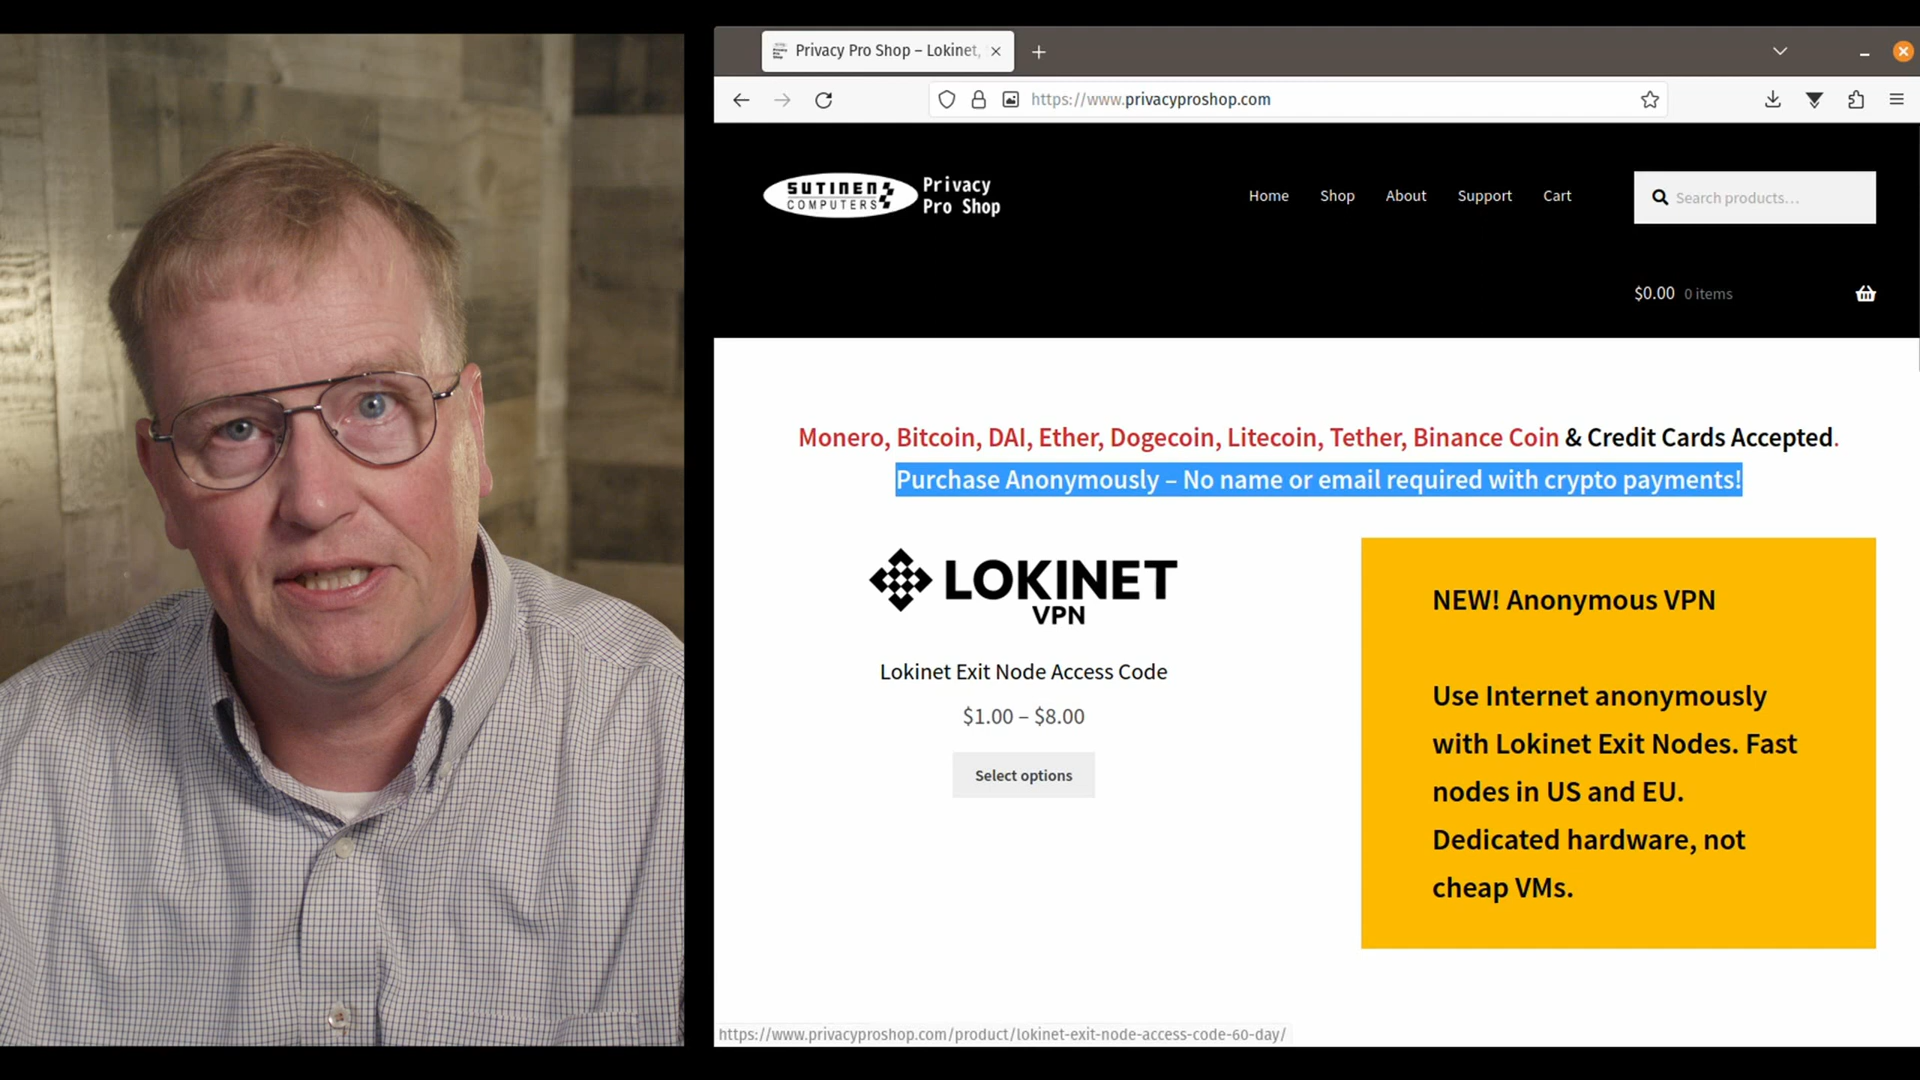 Privacy Pro Shop – Lokinet,
https://www.privacyproshop.com
SUTINEN
COMPUTERS
Privacy
Pro Shop
Home
Shop
About
Support
Cart
Search products...
$0.00 0 items
Monero, Bitcoin, DAI, Ether, Dogecoin, Litecoin, Tether, Binance Coin & Credit Cards Accepted.
Purchase Anonymously – No name or email required with crypto payments!
LOKINET
VPN
Lokinet Exit Node Access Code
$1.00 – $8.00
Select options
NEW! Anonymous VPN
Use Internet anonymously
with Lokinet Exit Nodes. Fast
nodes in US and EU.
Dedicated hardware, not
cheap VMs.
https://www.privacyproshop.com/product/lokinet-exit-node-access-code-60-day/